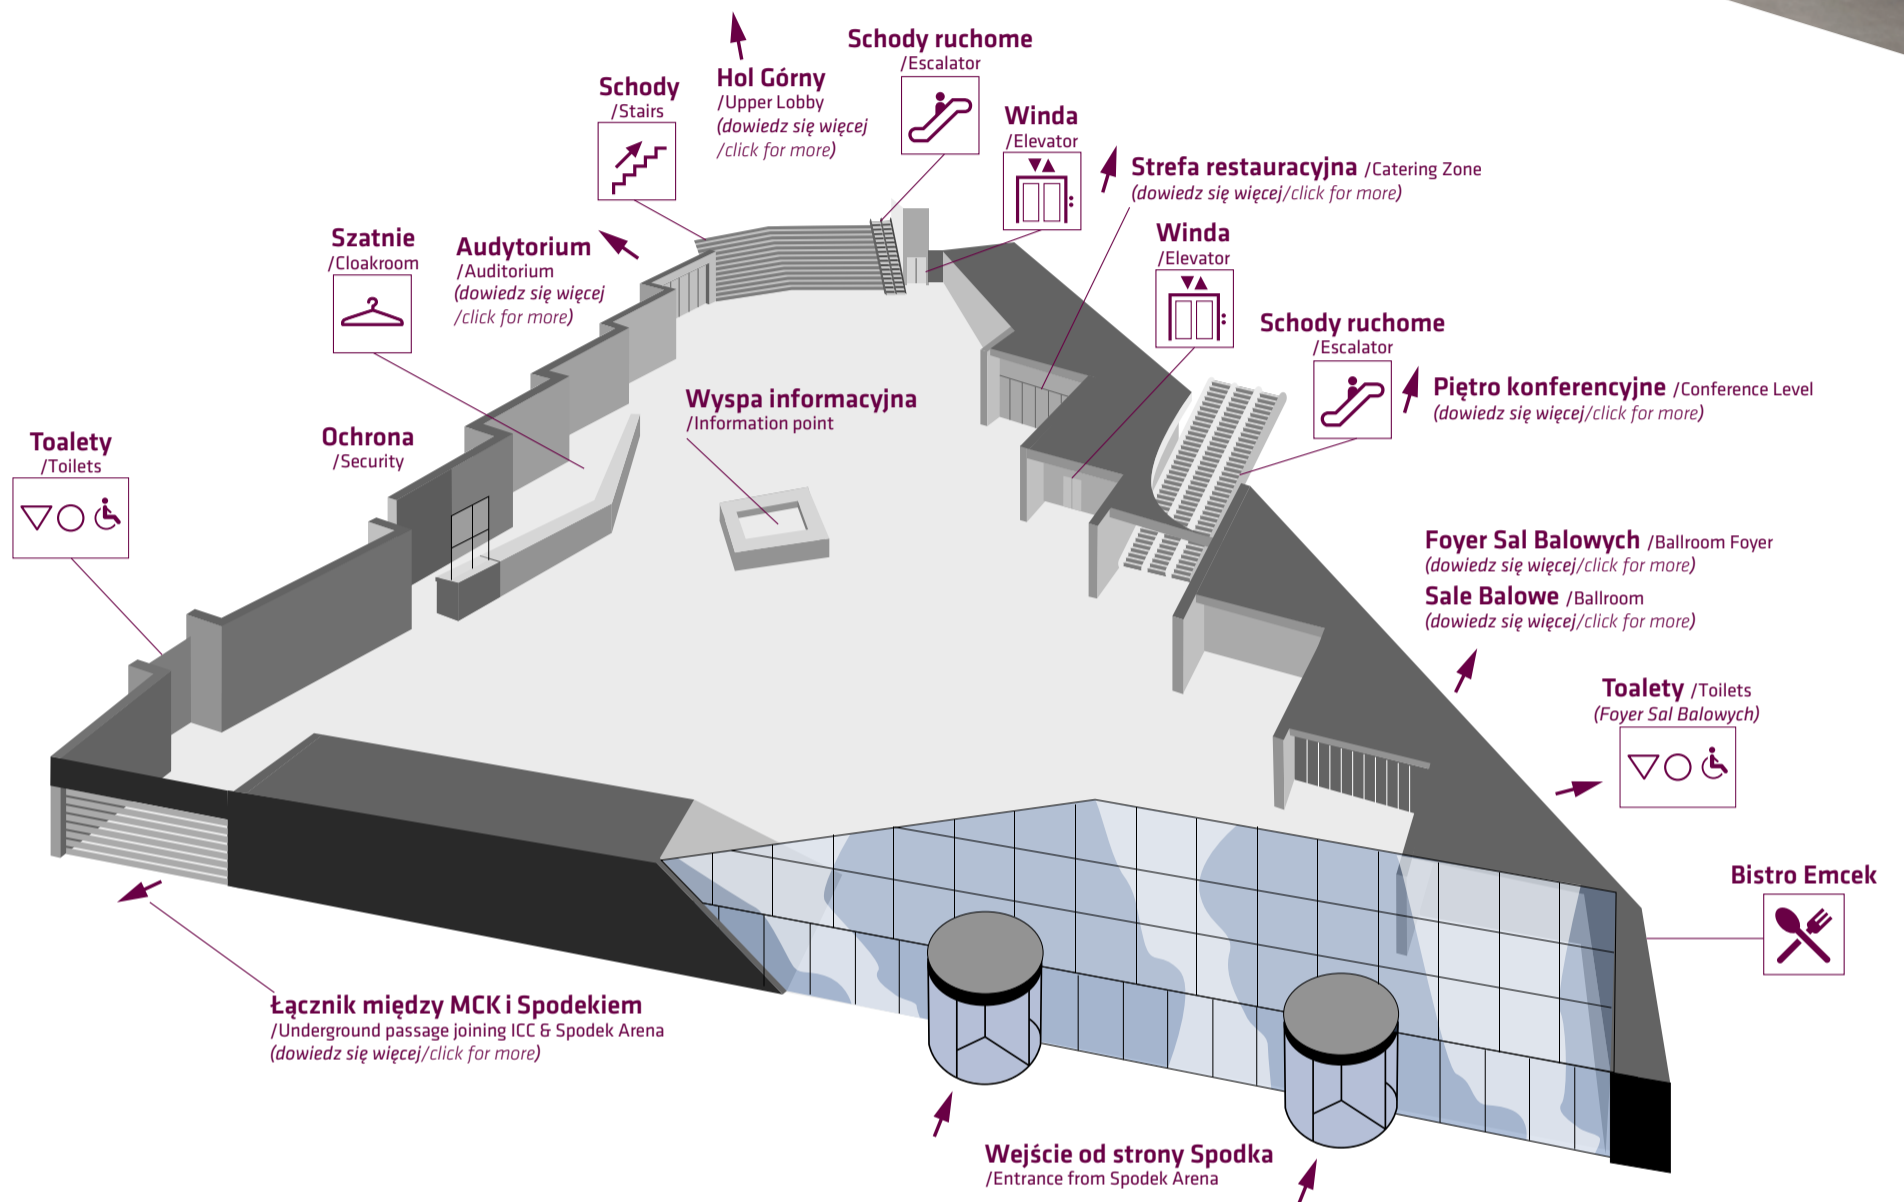 Schody ruchome
/Escalator
Hol Górny
/Upper Lobby
(dowiedz się więcej
/click for more)
Schody
/Stairs
Winda
/Elevator
Strefa restauracyjna /Catering Zone
(dowiedz się więcej/click for more)
Szatnie
/Cloakroom
Audytorium
/Auditorium
(dowiedz się więcej
/click for more)
Winda
/Elevator
Schody ruchome
/Escalator
Piętro konferencyjne /Conference Level
(dowiedz się więcej/click for more)
Wyspa informacyjna
/Information point
Ochrona
/Security
Toalety
/Toilets
Foyer Sal Balowych /Ballroom Foyer
(dowiedz się więcej/click for more)
Sale Balowe /Ballroom
(dowiedz się więcej/click for more)
Toalety /Toilets
(Foyer Sal Balowych)
Bistro Emcek
Łącznik między MCK i Spodekiem
/Underground passage joining ICC & Spodek Arena
(dowiedz się więcej/click for more)
Wejście od strony Spodka
/Entrance from Spodek Arena